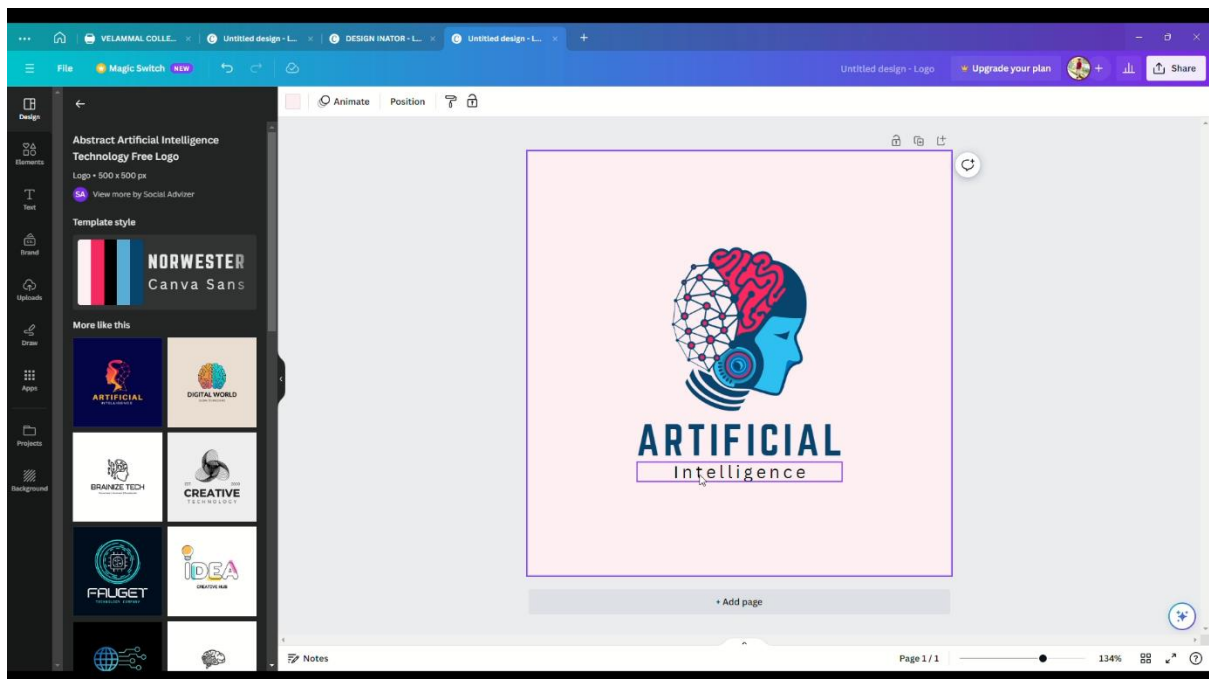 VELAMMAL COLLE...
Untitled design - L...
DESIGN INATOR - L...
Untitled design - L...
File
Magic Switch
NEW
Untitled design - Logo
Upgrade your plan
Share
Design
Elements
Text
Brand
Uploads
Draw
Apps
Projects
Background
Abstract Artificial Intelligence
Technology Free Logo
Logo • 500 x 500 px
SA
View more by Social Advizer
Template style
NORWESTER
Canva Sans
More like this
ARTIFICIAL
INTELLIGENCE
DIGITAL WORLD
BRAINIZE TECH
CREATIVE
TECHNOLOGY
FAUGET
TECHNOLOGY COMPANY
IDEA
CREATIVE HUB
Animate
Position
ARTIFICIAL
Intelligence
+ Add page
Notes
Page 1 / 1
134%